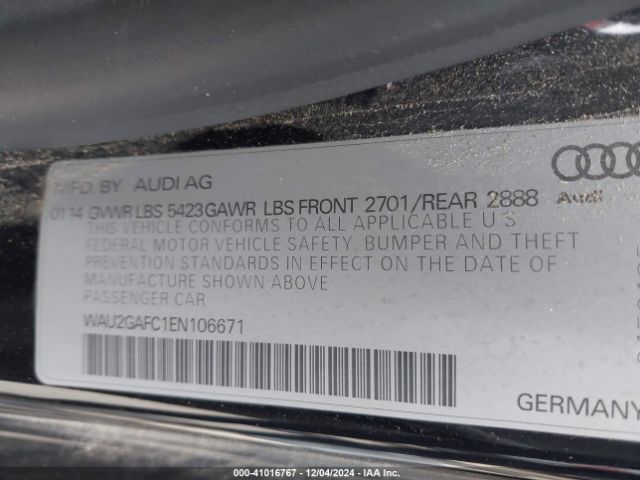 MFD. BY AUDI AG
01 14 GVWR LBS 5423 GAWR LBS FRONT 2701/REAR 2888
Audi
THIS VEHICLE CONFORMS TO ALL APPLICABLE U.S.
FEDERAL MOTOR VEHICLE SAFETY, BUMPER AND THEFT
PREVENTION STANDARDS IN EFFECT ON THE DATE OF
MANUFACTURE SHOWN ABOVE
PASSENGER CAR
WAU2GAFC1EN106671
GERMANY
000-41016767 - 12/04/2024 - IAA Inc.